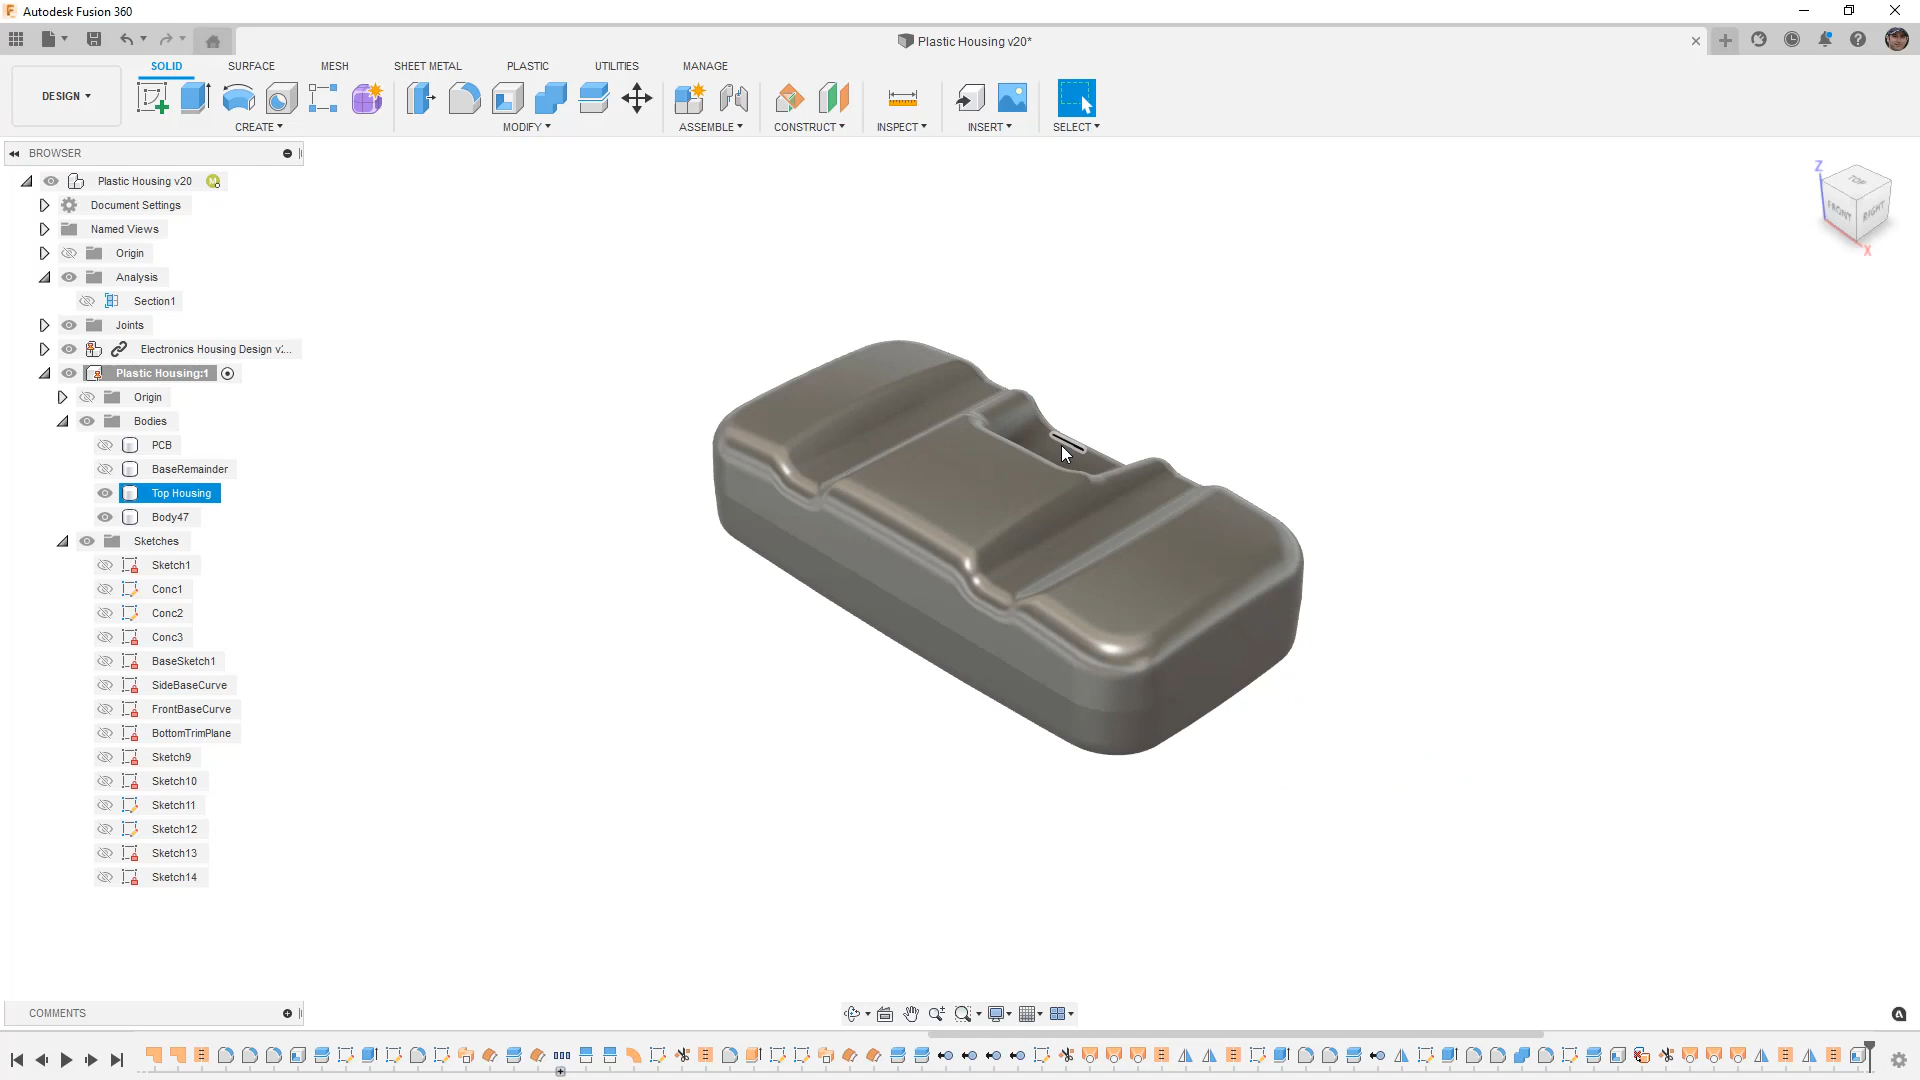 Autodesk Fusion 360
Plastic Housing v20*
DESIGN
SOLID
SURFACE
MESH
SHEET METAL
PLASTIC
UTILITIES
MANAGE
CREATE
MODIFY
ASSEMBLE
CONSTRUCT
INSPECT
INSERT
SELECT
BROWSER
Plastic Housing v20
M
Document Settings
Named Views
Origin
Analysis
Section1
Joints
Electronics Housing Design v:...
Plastic Housing:1
Origin
Bodies
PCB
BaseRemainder
Top Housing
Body47
Sketches
Sketch1
Conc1
Conc2
Conc3
BaseSketch1
SideBaseCurve
FrontBaseCurve
BottomTrimPlane
Sketch9
Sketch10
Sketch11
Sketch12
Sketch13
Sketch14
Z
TOP
FRONT
RIGHT
X
COMMENTS